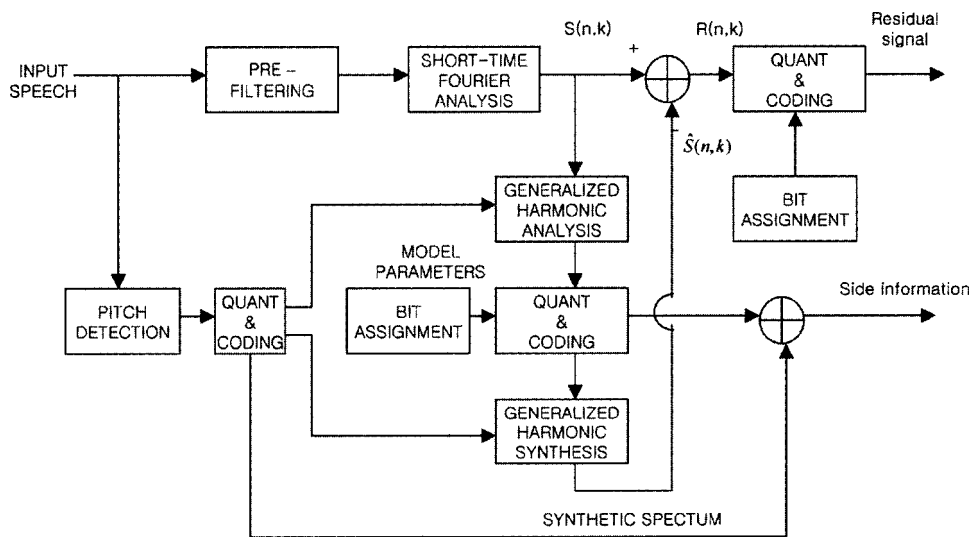 Residual
signal
S(n,k)
R(n,k)
+
INPUT
SPEECH
PRE -
FILTERING
SHORT-TIME
FOURIER
ANALYSIS
QUANT
&
CODING
-
Ŝ(n,k)
GENERALIZED
HARMONIC
ANALYSIS
BIT
ASSIGNMENT
MODEL
PARAMETERS
PITCH
DETECTION
QUANT
&
CODING
BIT
ASSIGNMENT
QUANT
&
CODING
Side information
GENERALIZED
HARMONIC
SYNTHESIS
SYNTHETIC SPECTUM